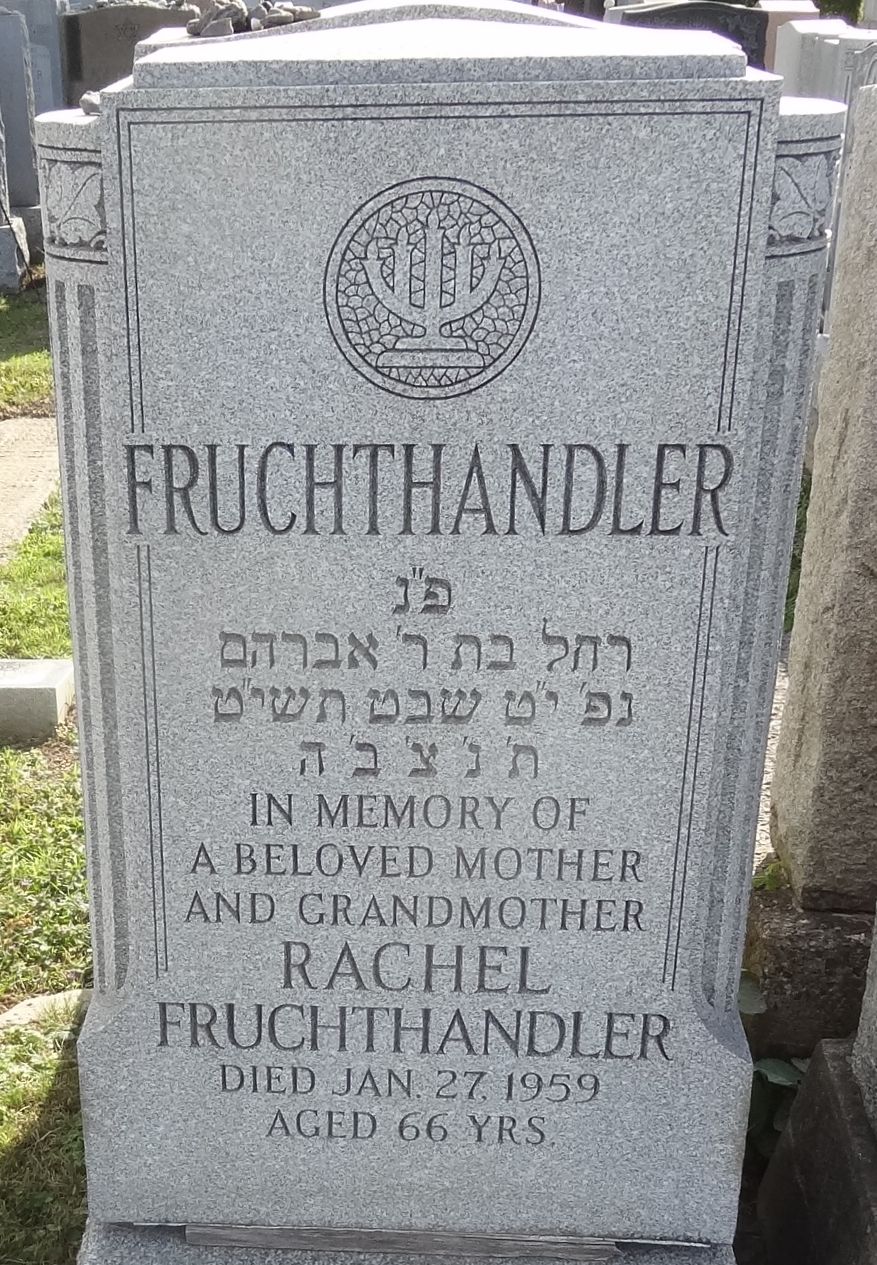 FRUCHTHANDLER
פ"נ
רחל בת ר' אברהם
נפ' י"ט שבט תשי"ט
ת' נ' צ' ב' ה
IN MEMORY OF
A BELOVED MOTHER
AND GRANDMOTHER
RACHEL
FRUCHTHANDLER
DIED JAN. 27, 1959
AGED 66 YRS.